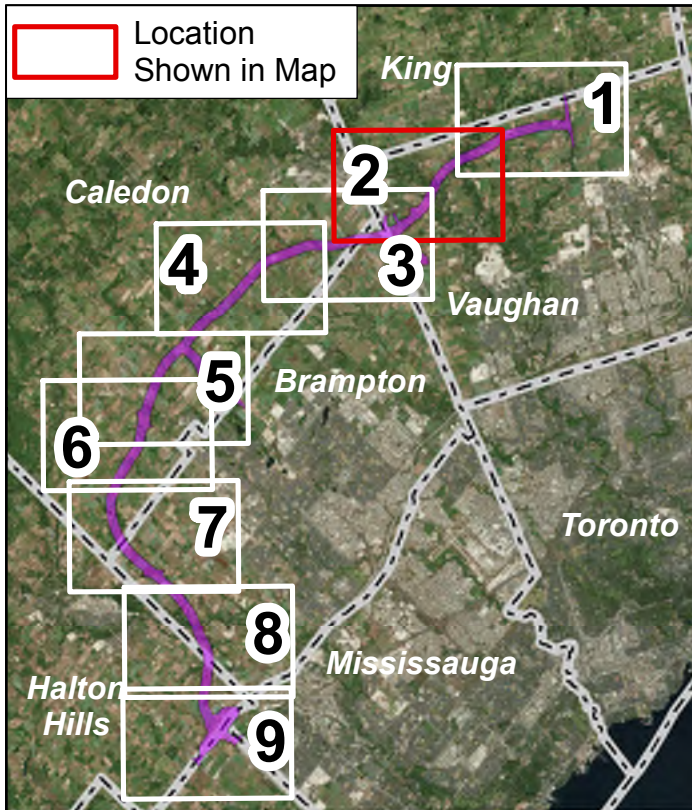 Location
Shown in Map
King
1
2
Caledon
4
3
Vaughan
5
Brampton
6
7
Toronto
8
Mississauga
Halton
Hills
9